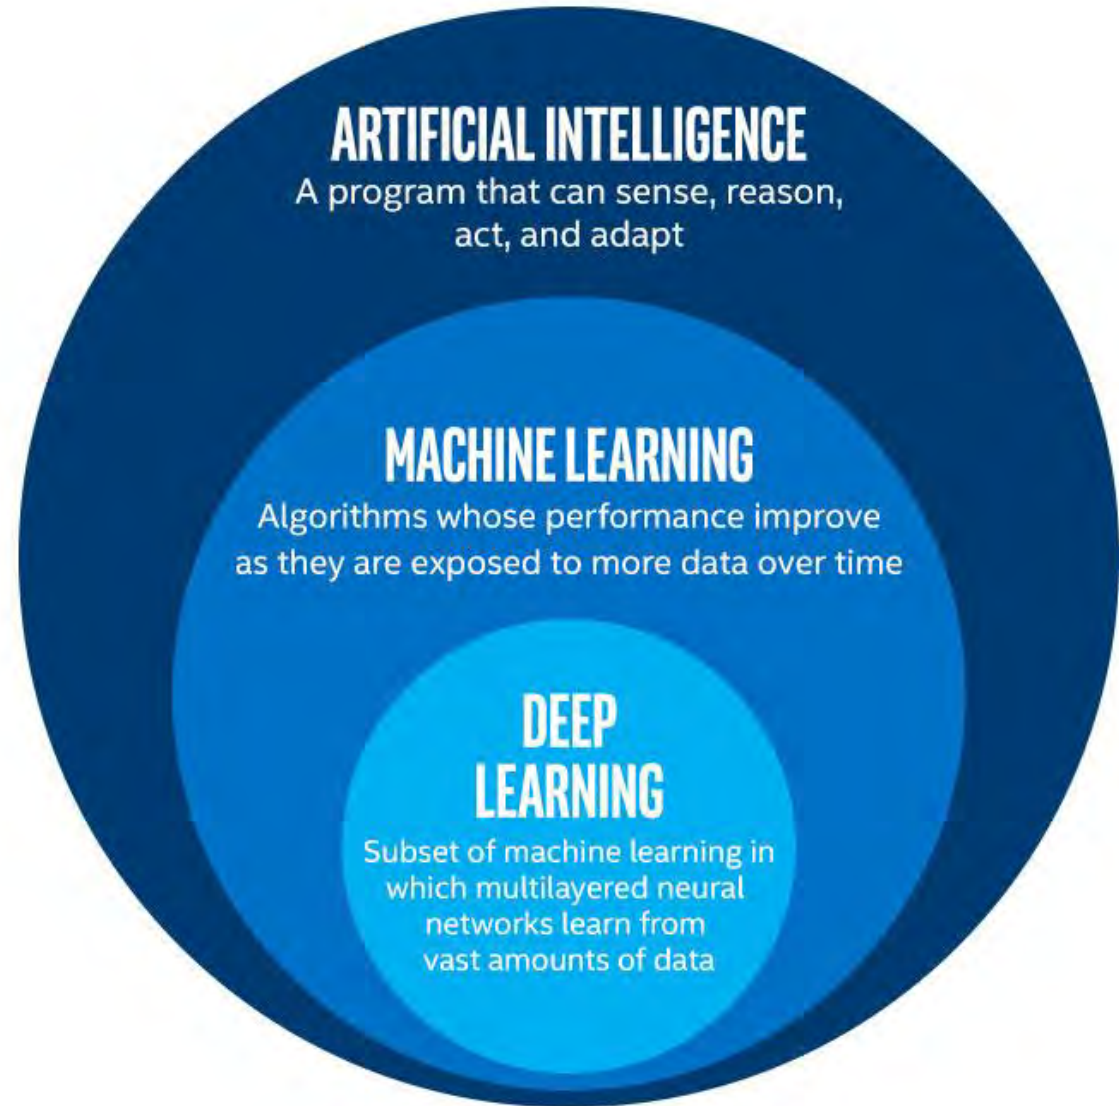 ARTIFICIAL INTELLIGENCE
A program that can sense, reason,
act, and adapt
MACHINE LEARNING
Algorithms whose performance improve
as they are exposed to more data over time
DEEP
LEARNING
Subset of machine learning in
which multilayered neural
networks learn from
vast amounts of data